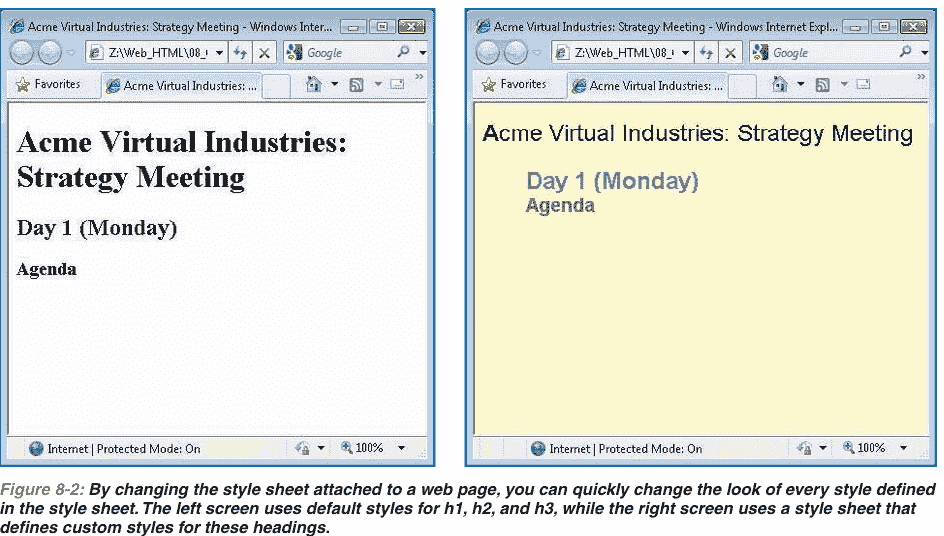 Acme Virtual Industries: Strategy Meeting - Windows Inter...
Z:\Web_HTML\08_
Google
Favorites
Acme Virtual Industries: ...
Acme Virtual Industries:
Strategy Meeting
Day 1 (Monday)
Agenda
Internet | Protected Mode: On
100%
Acme Virtual Industries: Strategy Meeting - Windows Internet Expl...
Z:\Web_HTML\08_
Google
Favorites
Acme Virtual Industries: ...
Acme Virtual Industries: Strategy Meeting
Day 1 (Monday)
Agenda
Internet | Protected Mode: On
100%
Figure 8-2: By changing the style sheet attached to a web page, you can quickly change the look of every style defined
in the style sheet. The left screen uses default styles for h1, h2, and h3, while the right screen uses a style sheet that
defines custom styles for these headings.